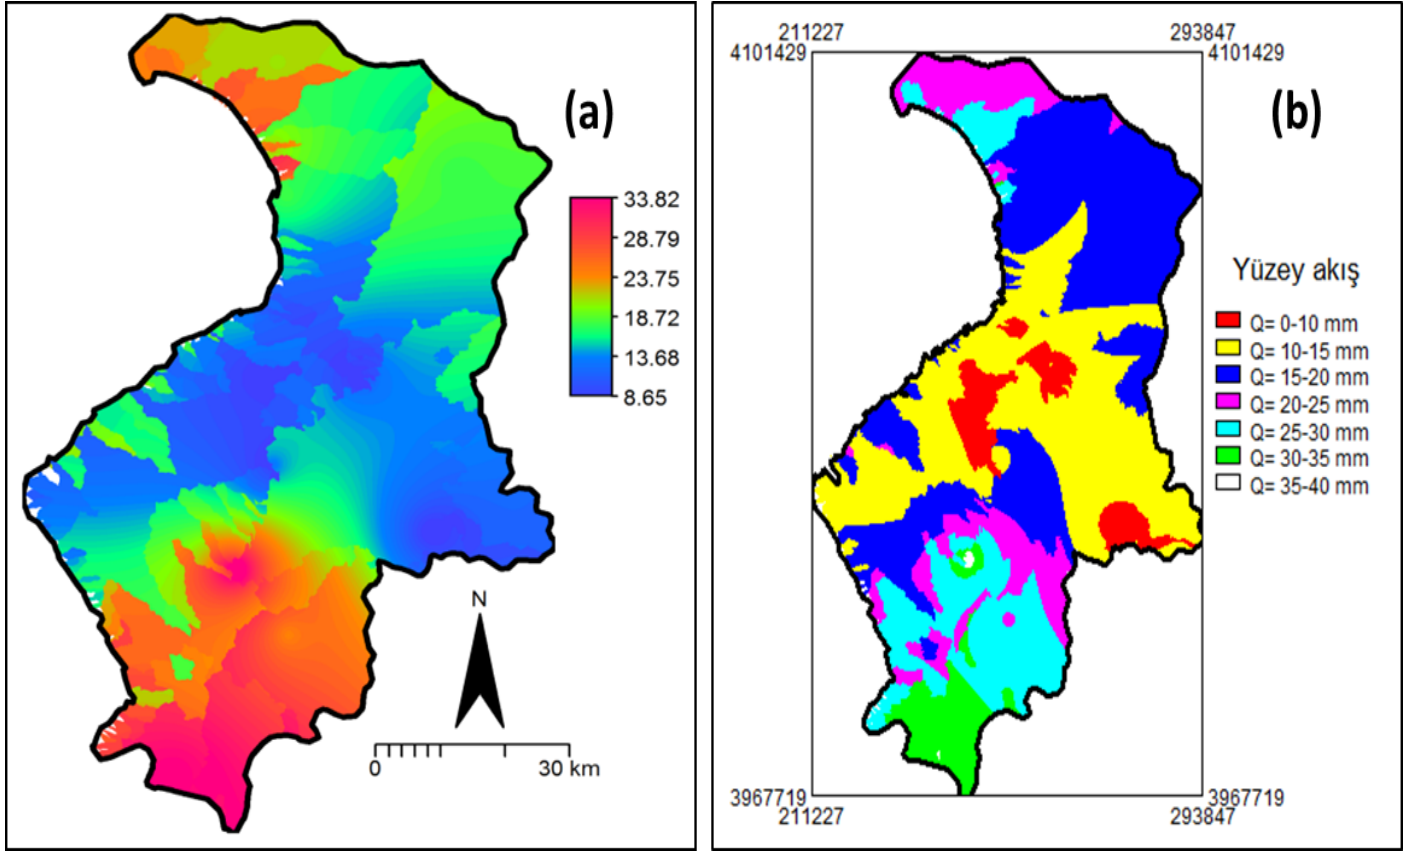 (a)
33.82
28.79
23.75
18.72
13.68
8.65
N
0 30 km
211227 293847
4101429 4101429
(b)
Yüzey akış
Q= 0-10 mm
Q= 10-15 mm
Q= 15-20 mm
Q= 20-25 mm
Q= 25-30 mm
Q= 30-35 mm
Q= 35-40 mm
3967719 3967719
211227 293847